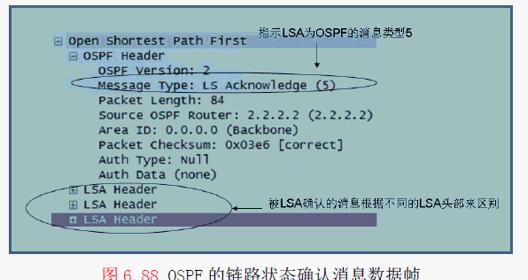 指示LSA为OSPF的消息类型5
Open Shortest Path First
OSPF Header
OSPF Version: 2
Message Type: LS Acknowledge (5)
Packet Length: 84
Source OSPF Router: 2.2.2.2 (2.2.2.2)
Area ID: 0.0.0.0 (Backbone)
Packet Checksum: 0x03e6 [correct]
Auth Type: Null
Auth Data (none)
LSA Header
LSA Header
被LSA确认的消息根据不同的LSA头部来区别
LSA Header
图 6.88 OSPF 的链路状态确认消息数据帧